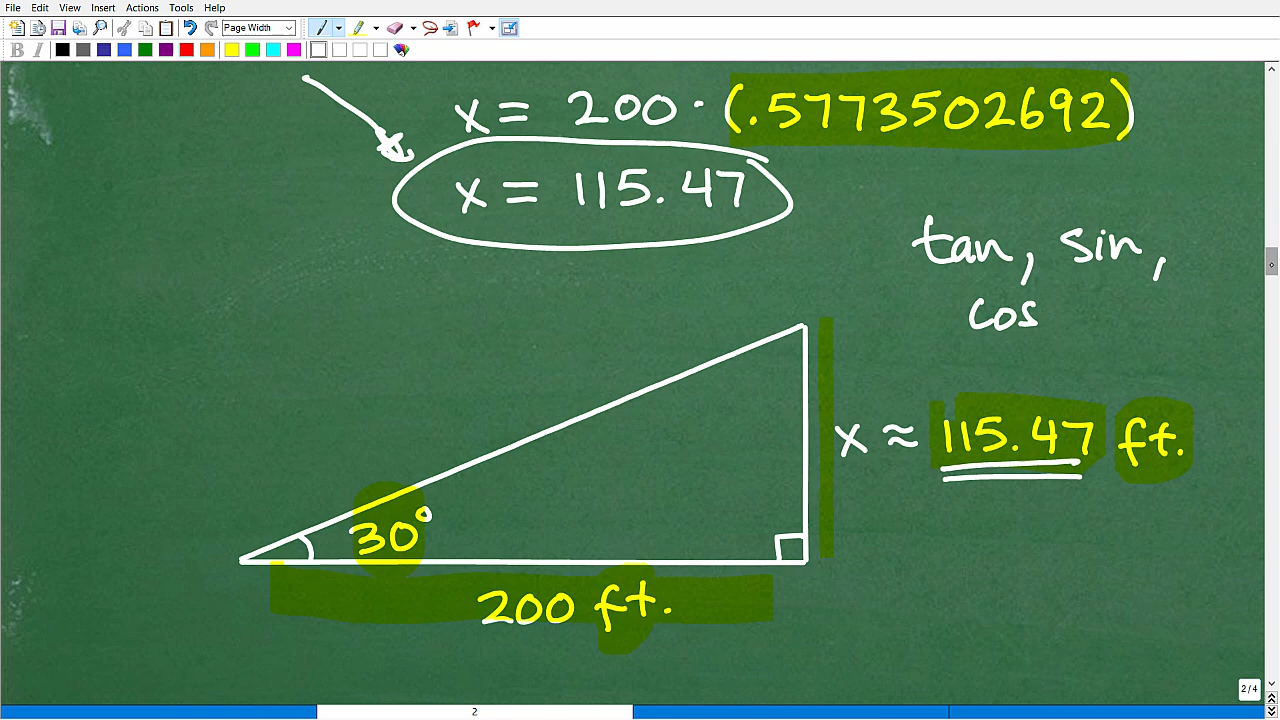 File Edit View Insert Actions Tools Help
Page Width
B I
x = 200 · (.5773502692)
x = 115.47
tan, sin,
cos
x ≈ 115.47 ft.
30°
200 ft.
2 / 4
2